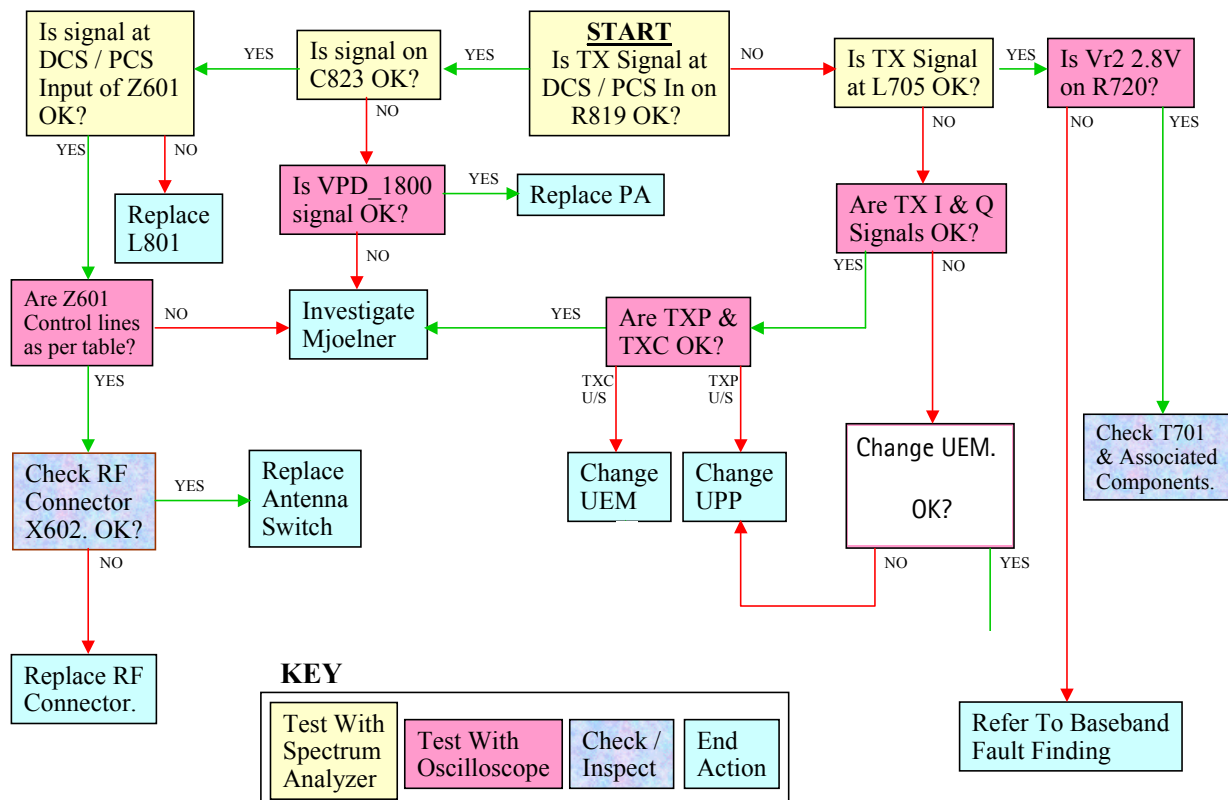 Is signal at
DCS / PCS
Input of Z601
OK?
YES
Is signal on
C823 OK?
YES
START
Is TX Signal at
DCS / PCS In on
R819 OK?
NO
Is TX Signal
at L705 OK?
YES
Is Vr2 2.8V
on R720?
YES
NO
NO
NO
NO
YES
Replace
L801
Is VPD_1800
signal OK?
YES
Replace PA
Are TX I & Q
Signals OK?
NO
YES
NO
Are Z601
Control lines
as per table?
NO
Investigate
Mjoelner
YES
Are TXP &
TXC OK?
YES
TXC
U/S
TXP
U/S
Check RF
Connector
X602. OK?
YES
Replace
Antenna
Switch
Change
UEM
Change
UPP
Change UEM.
OK?
Check T701
& Associated
Components.
NO
NO
YES
Replace RF
Connector.
Refer To Baseband
Fault Finding
KEY
Test With
Spectrum
Analyzer
Test With
Oscilloscope
Check /
Inspect
End
Action